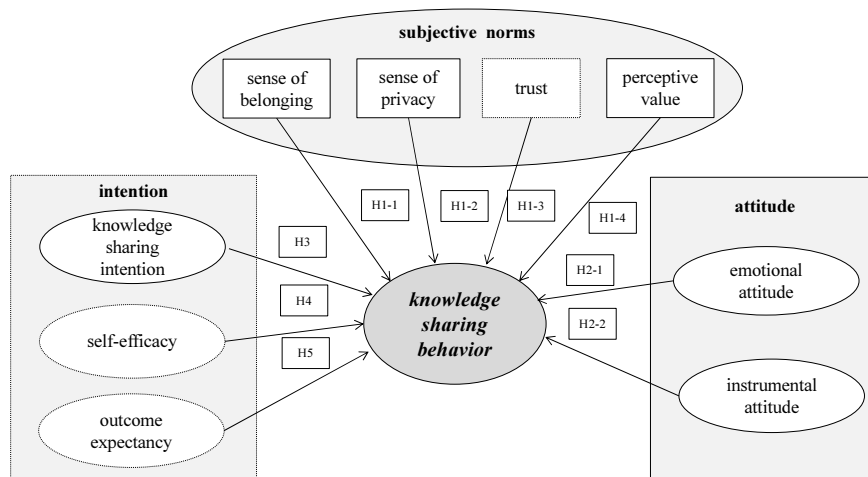 subjective norms
sense of
belonging
sense of
privacy
trust
perceptive
value
intention
knowledge
sharing
intention
self-efficacy
outcome
expectancy
H1-1
H1-2
H1-3
H1-4
H3
H4
H5
H2-1
H2-2
knowledge
sharing
behavior
attitude
emotional
attitude
instrumental
attitude